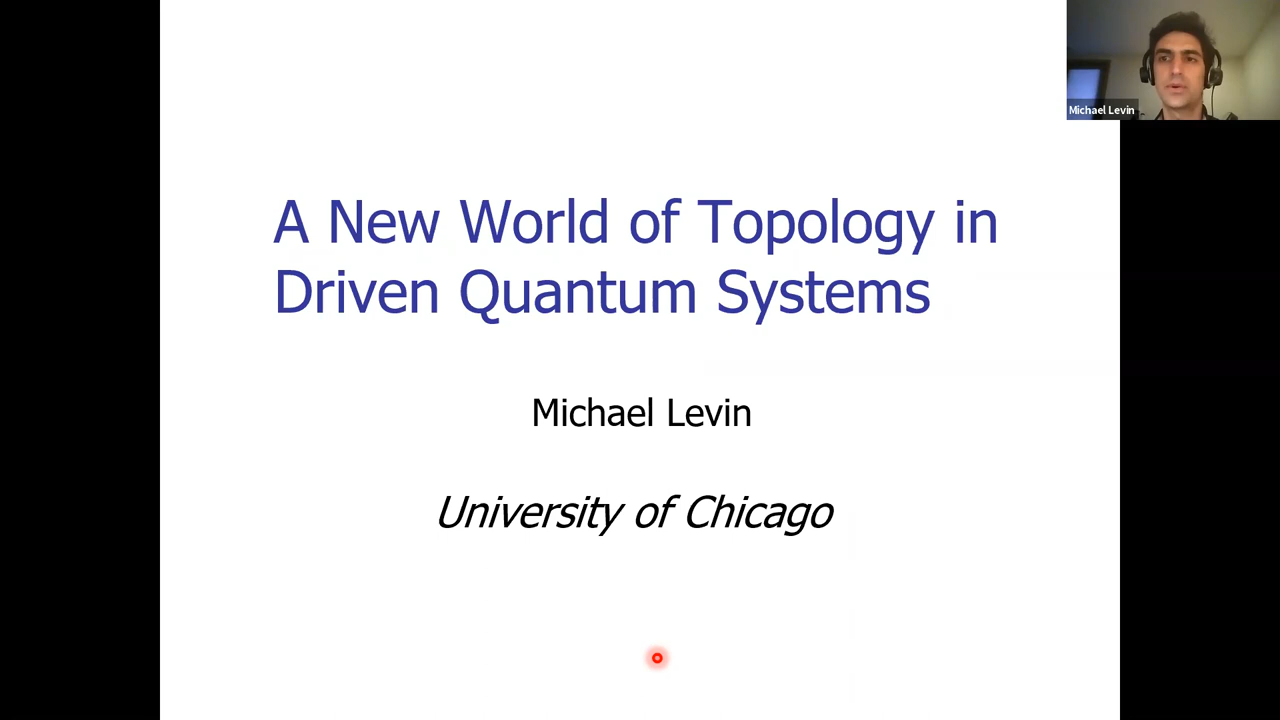 Michael Levin
A New World of Topology in
Driven Quantum Systems
Michael Levin
University of Chicago